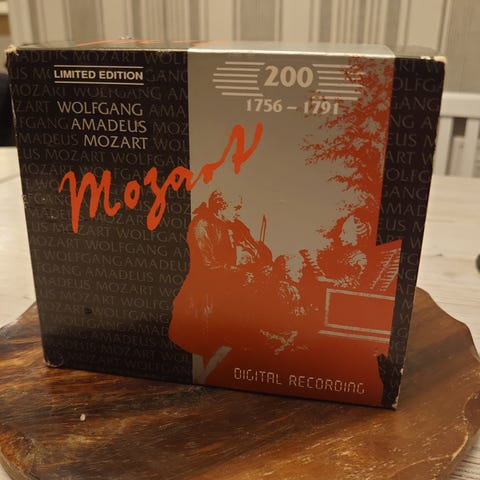 LIMITED EDITION
WOLFGANG
AMADEUS
MOZART
200
1756 – 1791
Mozart
DIGITAL RECORDING